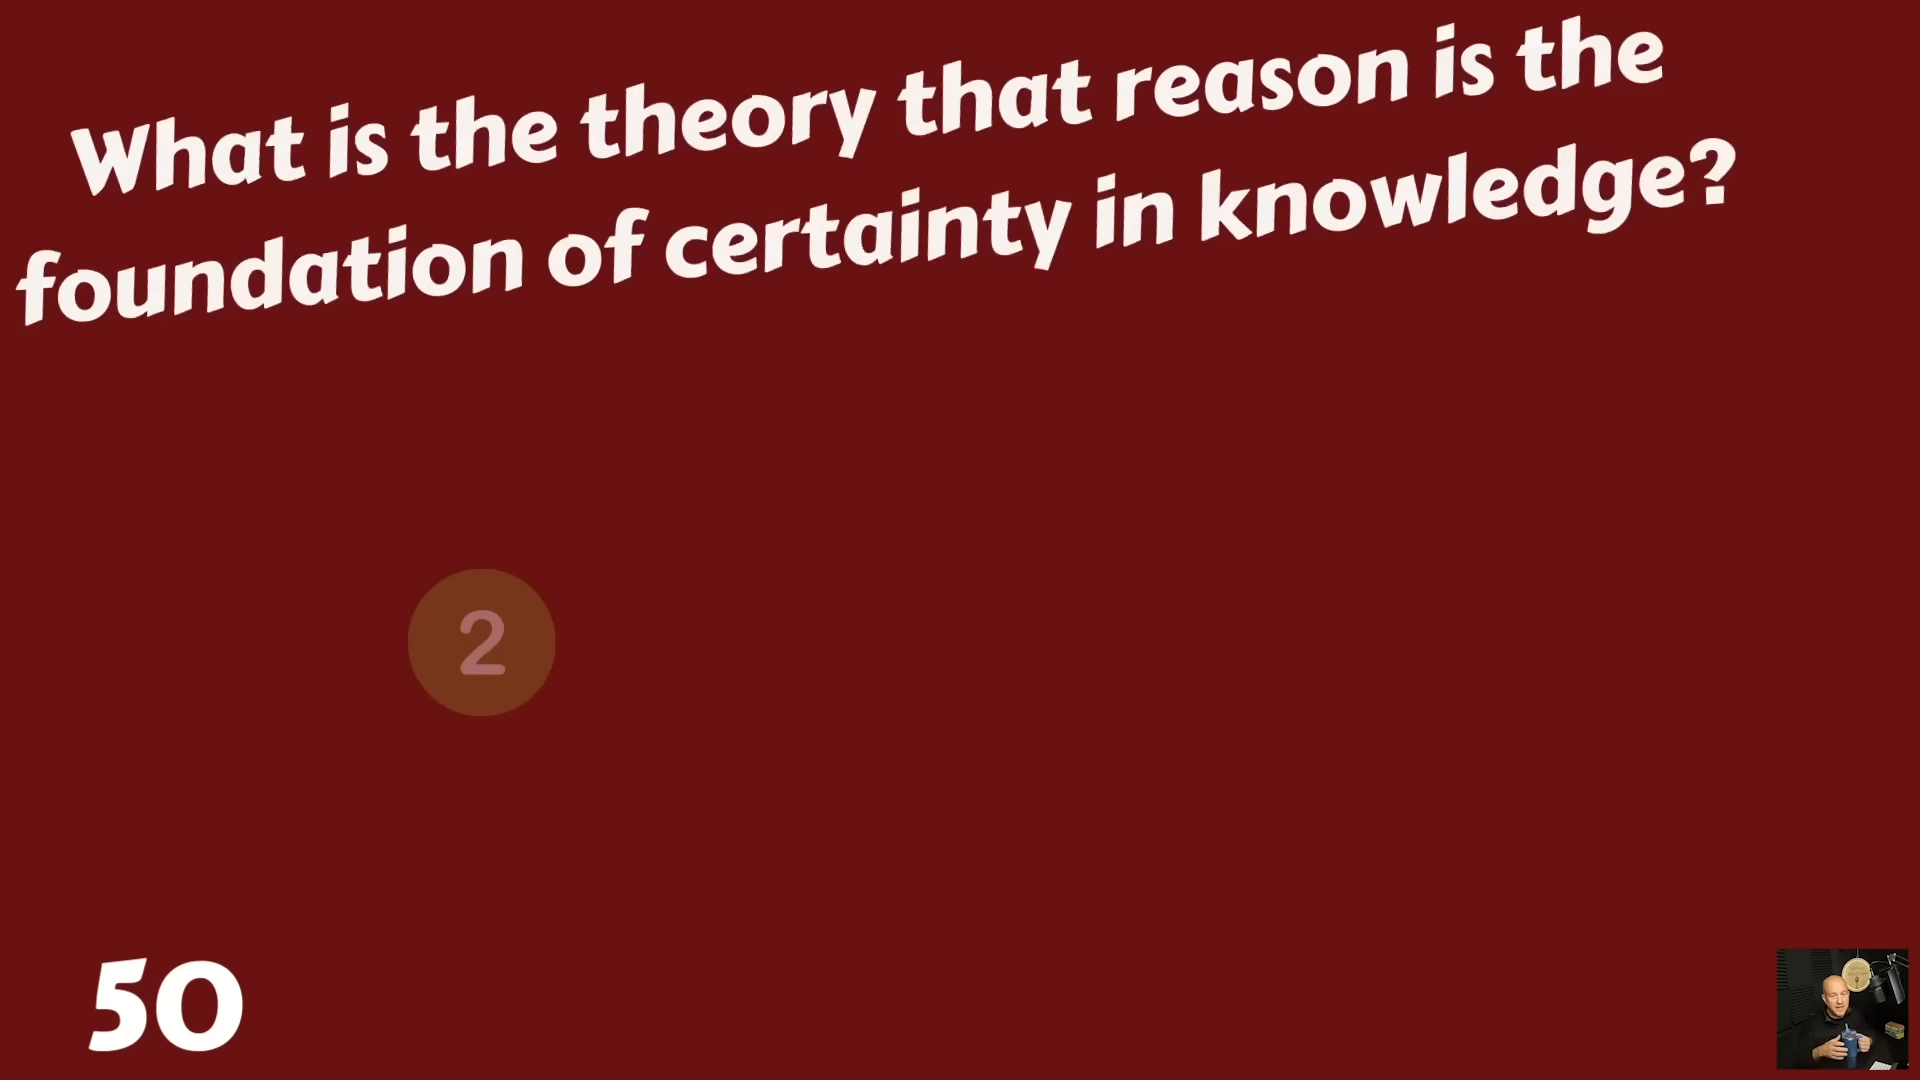 What is the theory that reason is the
foundation of certainty in knowledge?
2
50